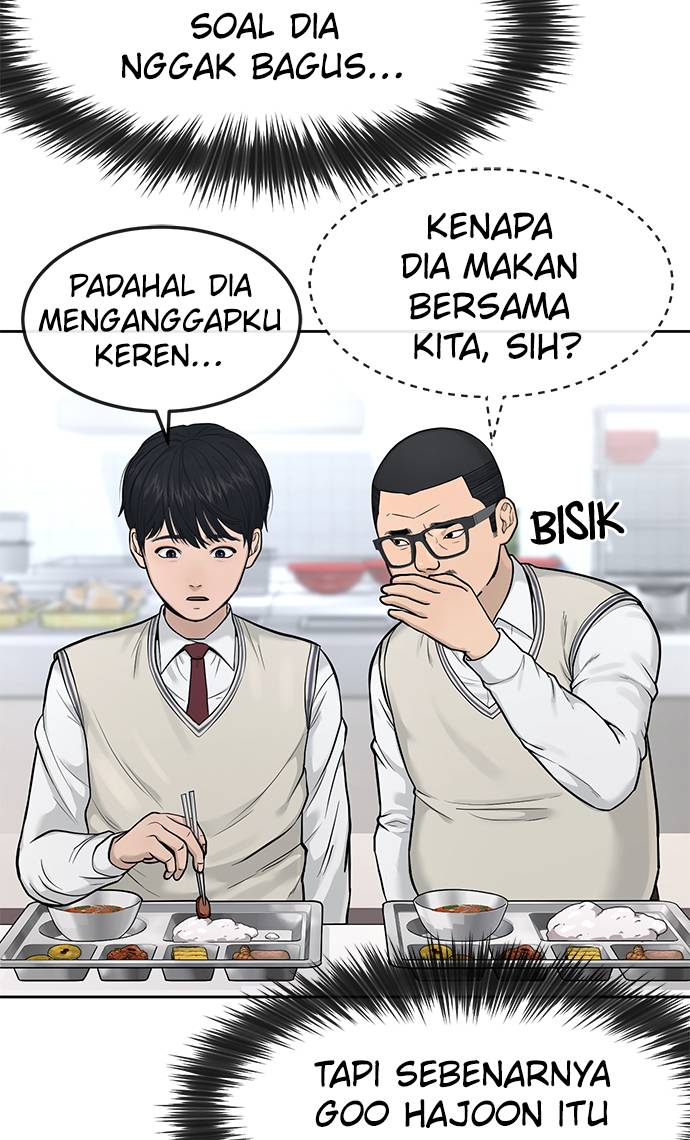 SOAL DIA
NGGAK BAGUS...
KENAPA
DIA MAKAN
BERSAMA
KITA, SIH?
PADAHAL DIA
MENGANGGAPKU
KEREN...
BISIK
TAPI SEBENARNYA
GOO HAJOON ITU